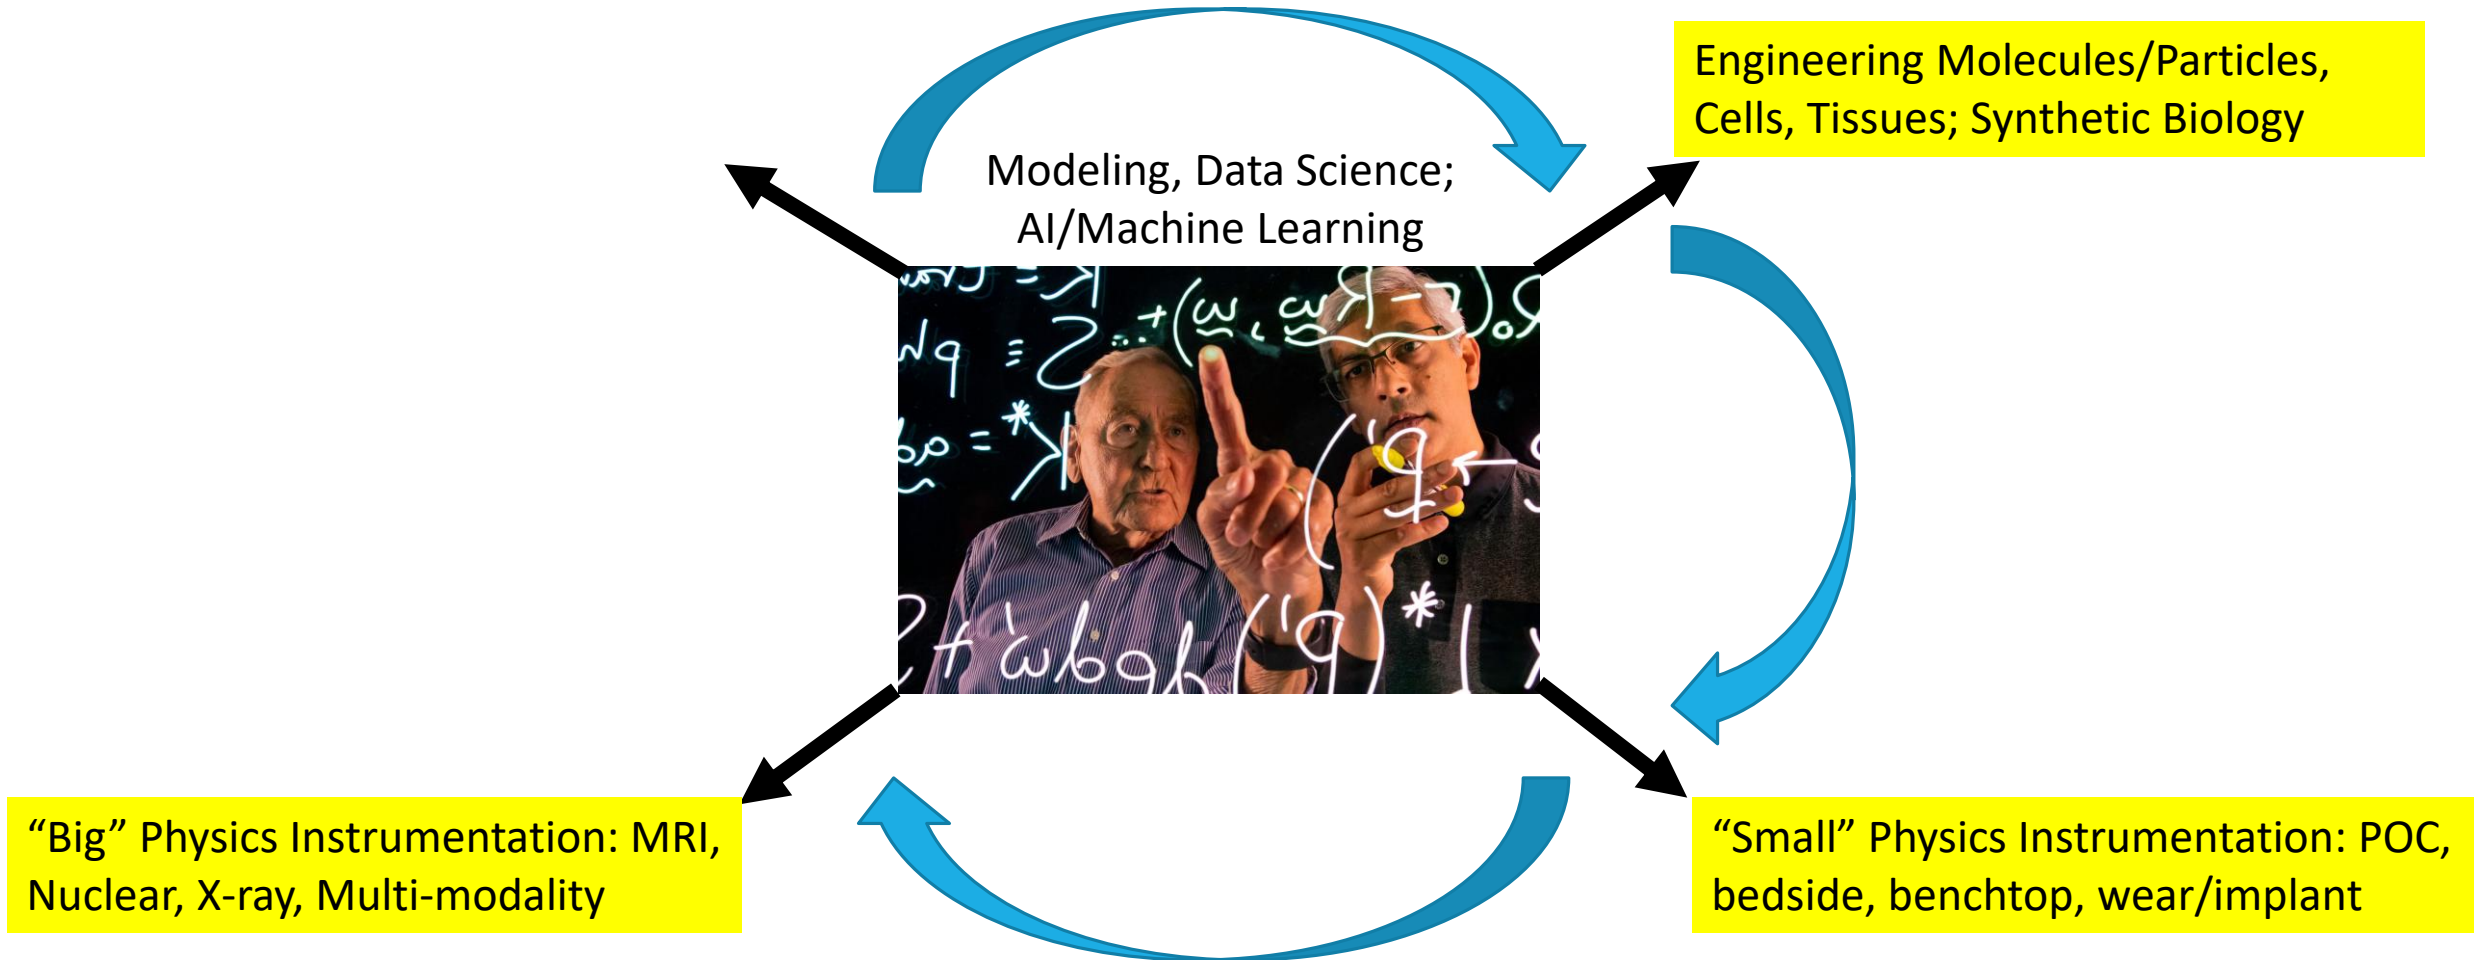 Engineering Molecules/Particles,
Cells, Tissues; Synthetic Biology
Modeling, Data Science;
AI/Machine Learning
“Big” Physics Instrumentation: MRI,
Nuclear, X-ray, Multi-modality
“Small” Physics Instrumentation: POC,
bedside, benchtop, wear/implant